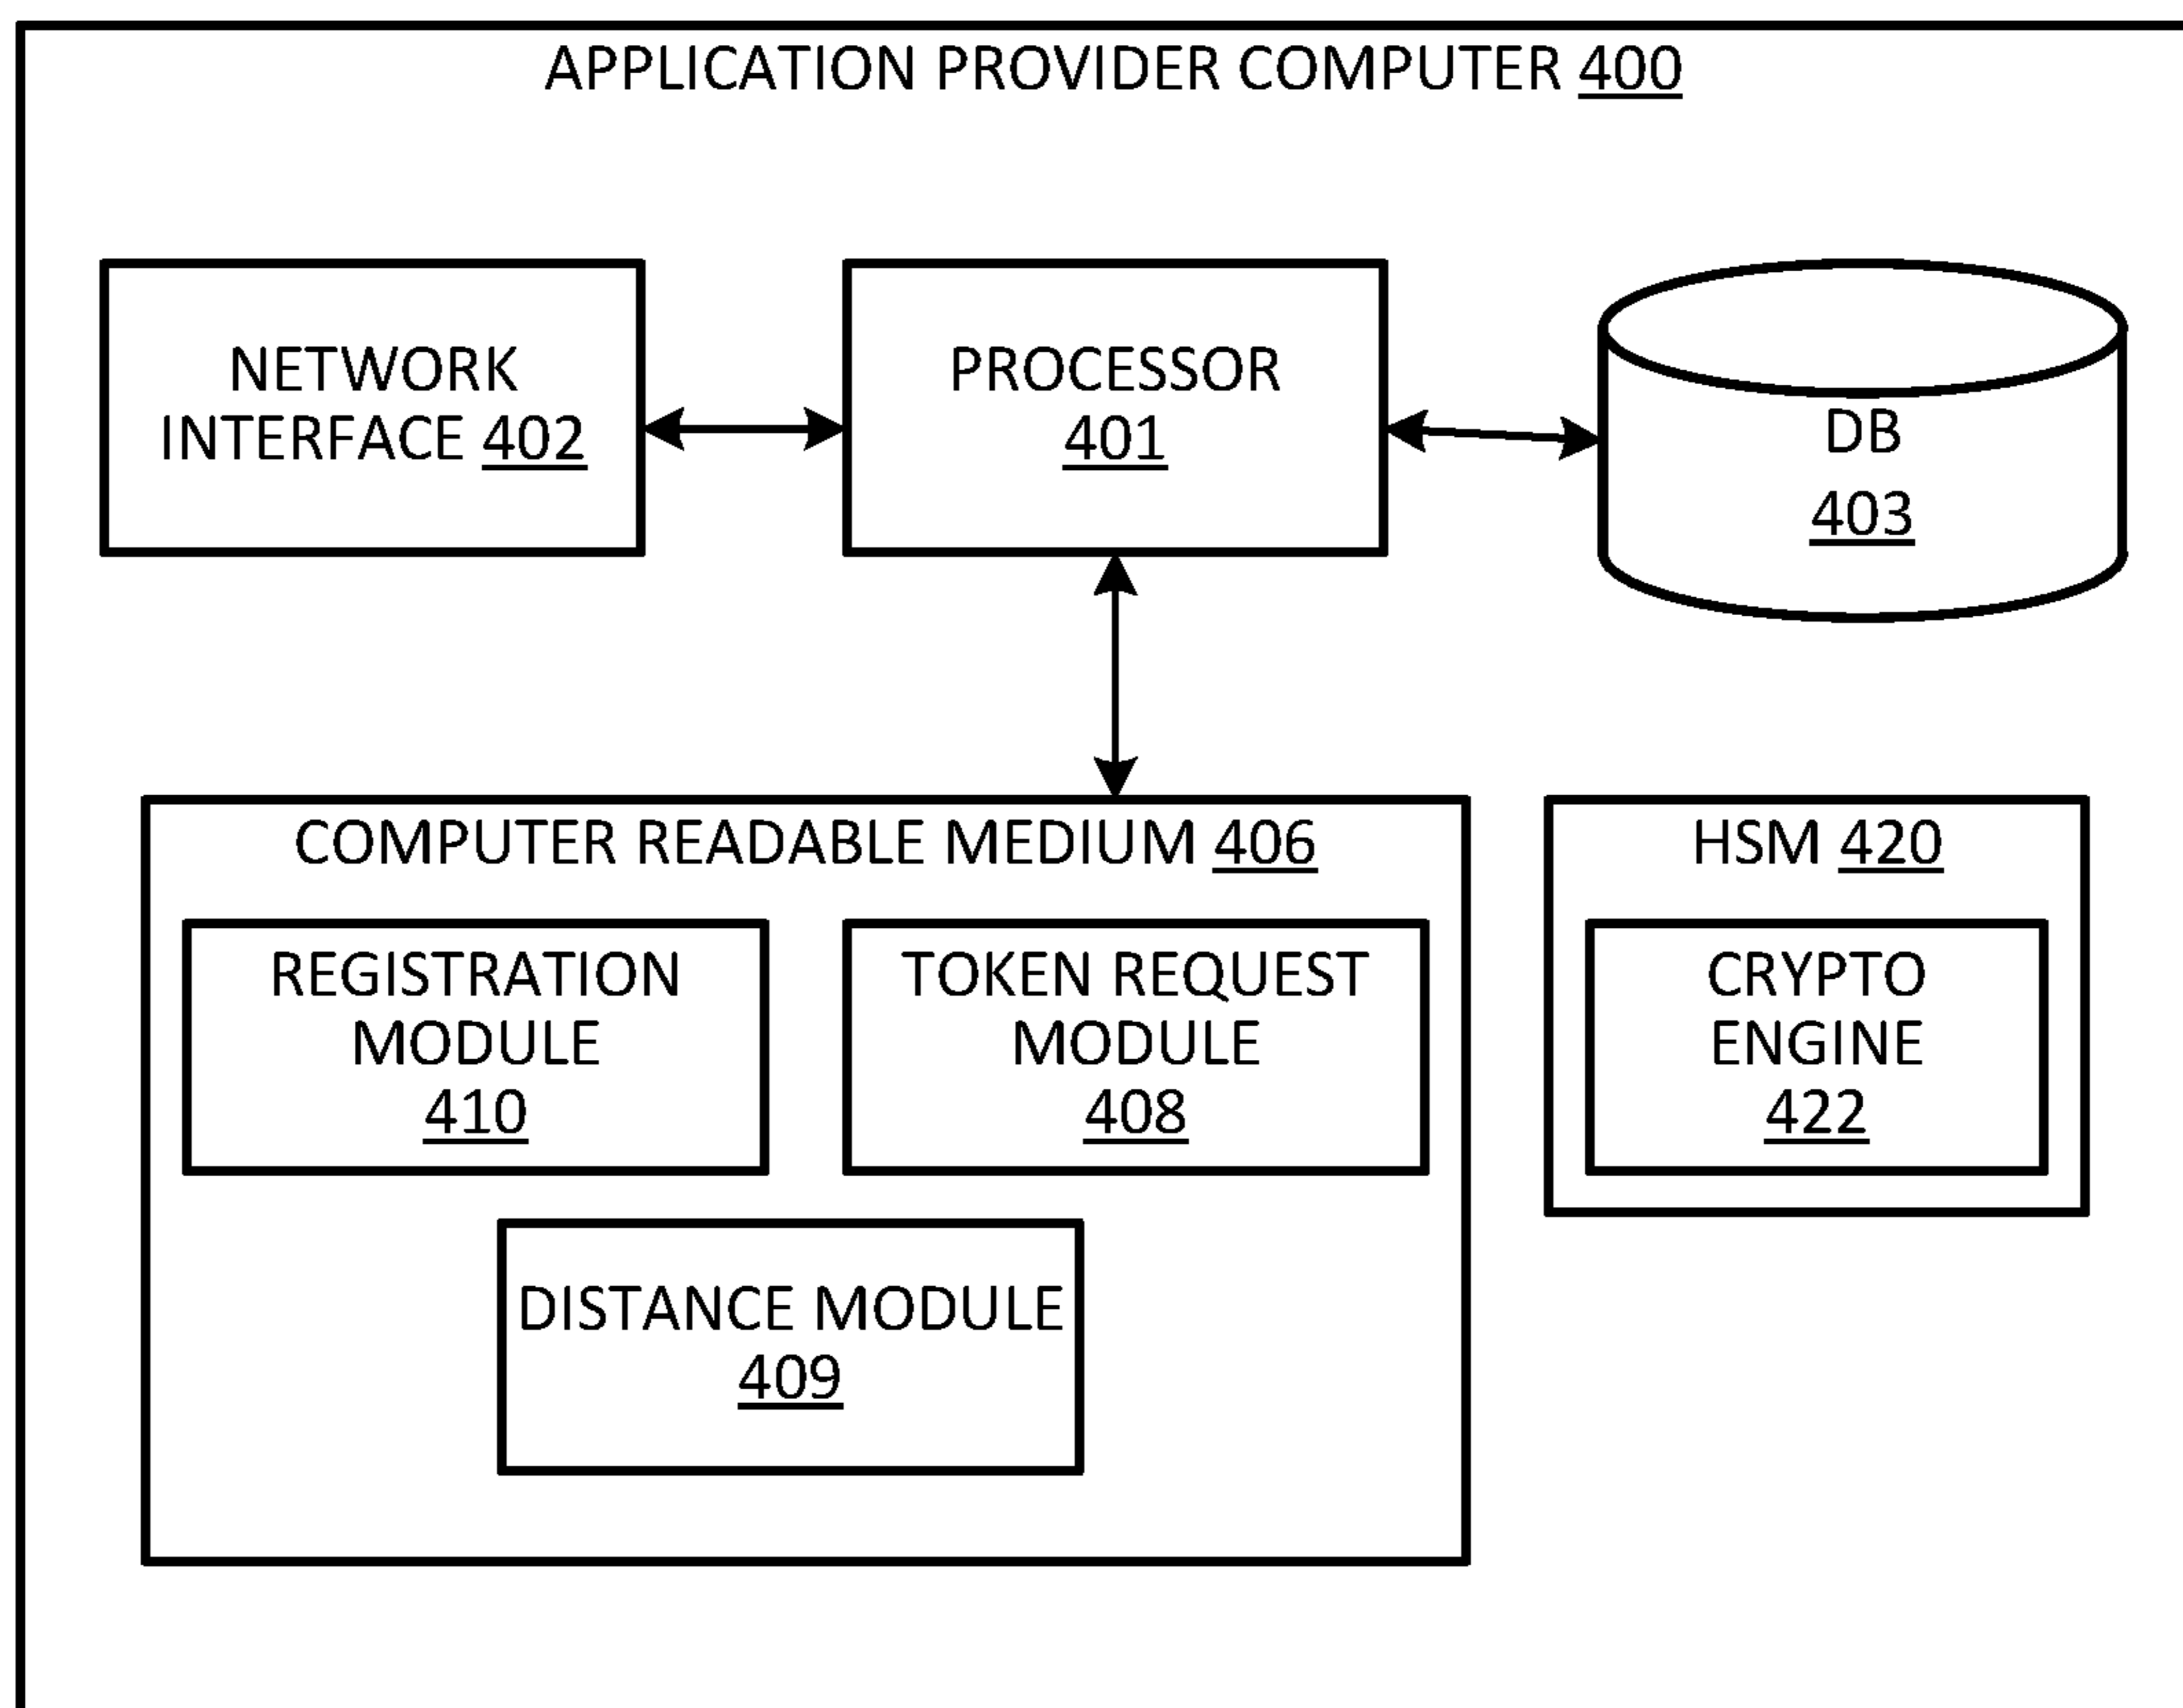 APPLICATION PROVIDER COMPUTER 400
NETWORK
INTERFACE 402
PROCESSOR
401
DB
403
COMPUTER READABLE MEDIUM 406
REGISTRATION
MODULE
410
TOKEN REQUEST
MODULE
408
DISTANCE MODULE
409
HSM 420
CRYPTO
ENGINE
422